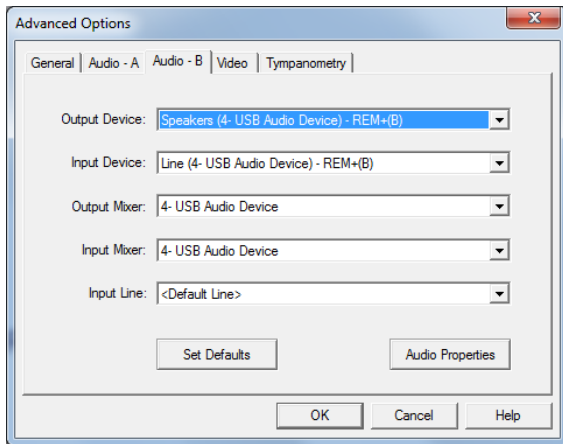 Advanced Options
General Audio - A Audio - B Video Tympanometry
Output Device: Speakers (4- USB Audio Device) - REM+(B)
Input Device: Line (4- USB Audio Device) - REM+(B)
Output Mixer: 4- USB Audio Device
Input Mixer: 4- USB Audio Device
Input Line: <Default Line>
Set Defaults Audio Properties
OK Cancel Help